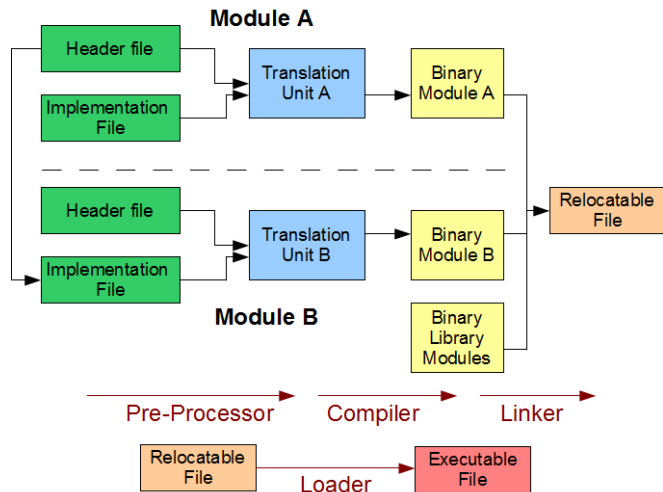 Module A
Header file
Translation
Unit A
Binary
Module A
Implementation
File
Header file
Translation
Unit B
Binary
Module B
Relocatable
File
Implementation
File
Module B
Binary
Library
Modules
Pre-Processor
Compiler
Linker
Relocatable
File
Loader
Executable
File